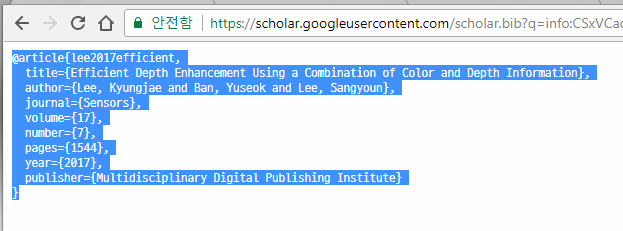 안전함 https://scholar.googleusercontent.com/scholar.bib?q=info:CSxVCac
@article{lee2017efficient,
  title={Efficient Depth Enhancement Using a Combination of Color and Depth Information},
  author={Lee, Kyungjae and Ban, Yuseok and Lee, Sangyoun},
  journal={Sensors},
  volume={17},
  number={7},
  pages={1544},
  year={2017},
  publisher={Multidisciplinary Digital Publishing Institute}
}